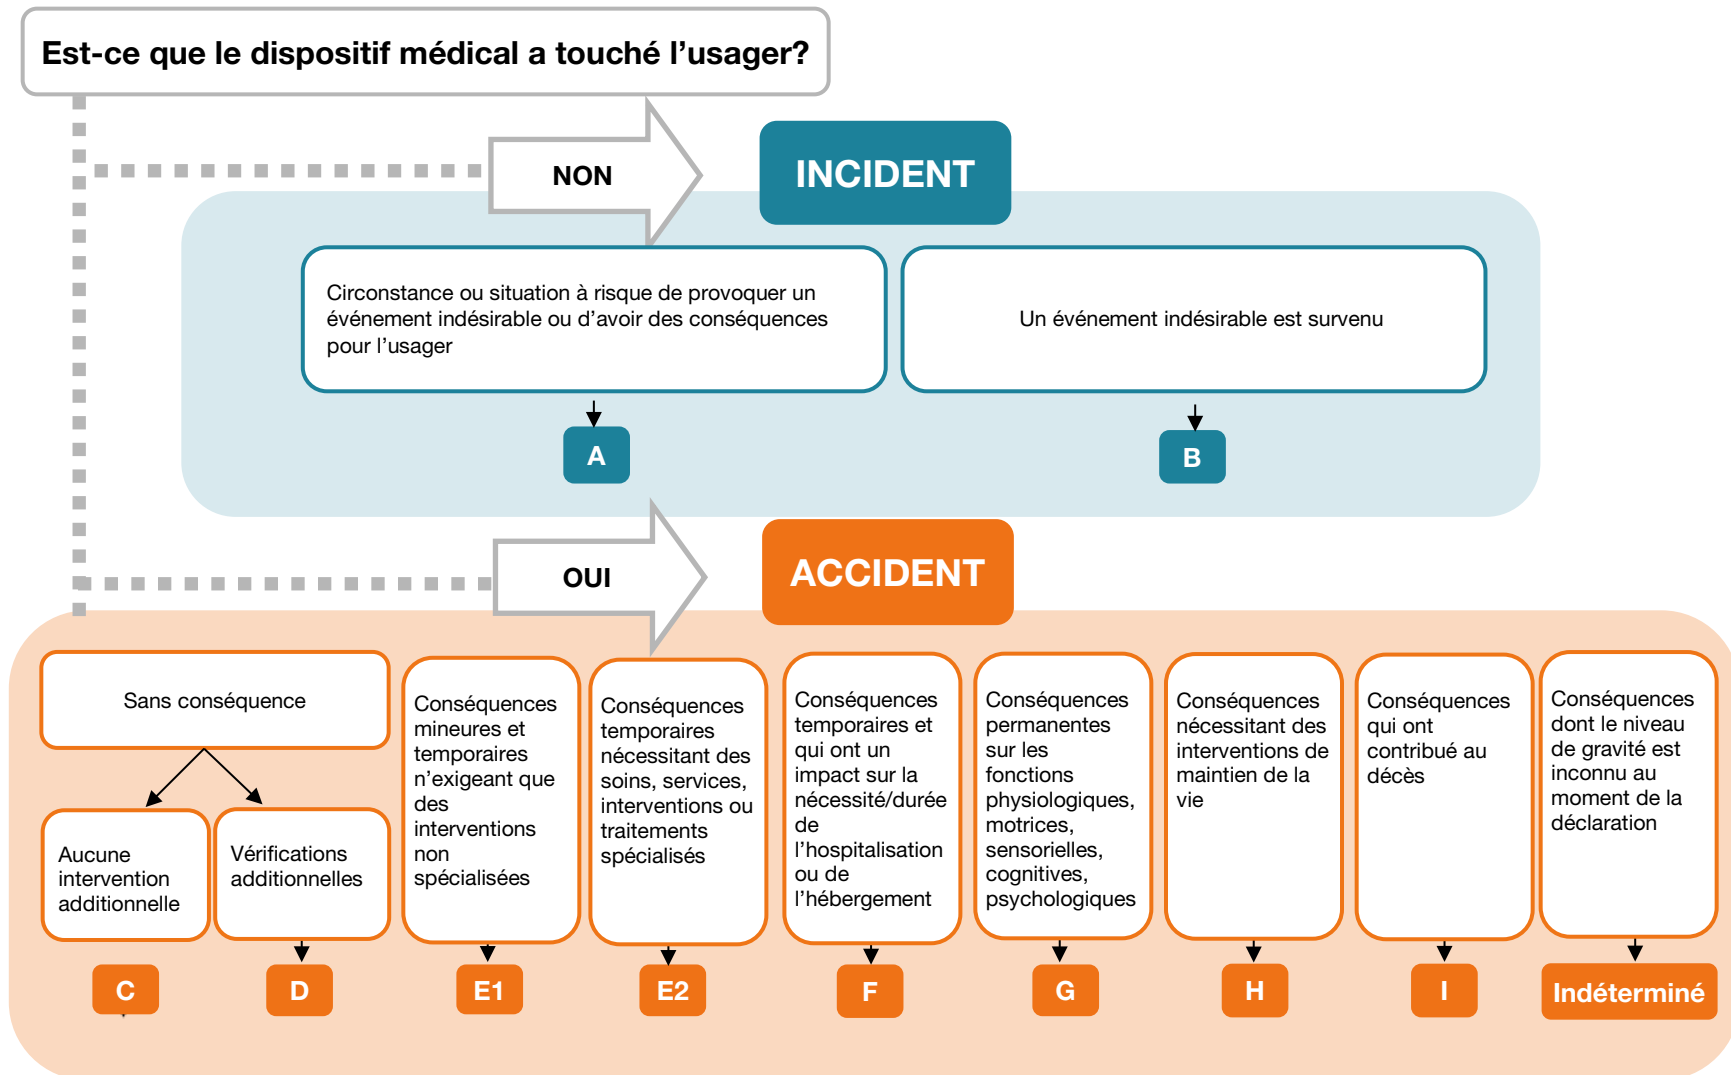 Est-ce que le dispositif médical a touché l’usager?
NON
INCIDENT
Circonstance ou situation à risque de provoquer un
événement indésirable ou d’avoir des conséquences
pour l’usager
Un événement indésirable est survenu
A
B
OUI
ACCIDENT
Sans conséquence
Aucune
intervention
additionnelle
Vérifications
additionnelles
Conséquences
mineures et
temporaires
n’exigeant que
des
interventions
non
spécialisées
Conséquences
temporaires
nécessitant des
soins, services,
interventions ou
traitements
spécialisés
Conséquences
temporaires et
qui ont un
impact sur la
nécessité/durée
de
l’hospitalisation
ou de
l’hébergement
Conséquences
permanentes
sur les
fonctions
physiologiques,
motrices,
sensorielles,
cognitives,
psychologiques
Conséquences
nécessitant des
interventions de
maintien de la
vie
Conséquences
qui ont
contribué au
décès
Conséquences
dont le niveau
de gravité est
inconnu au
moment de la
déclaration
C
D
E1
E2
F
G
H
I
Indéterminé